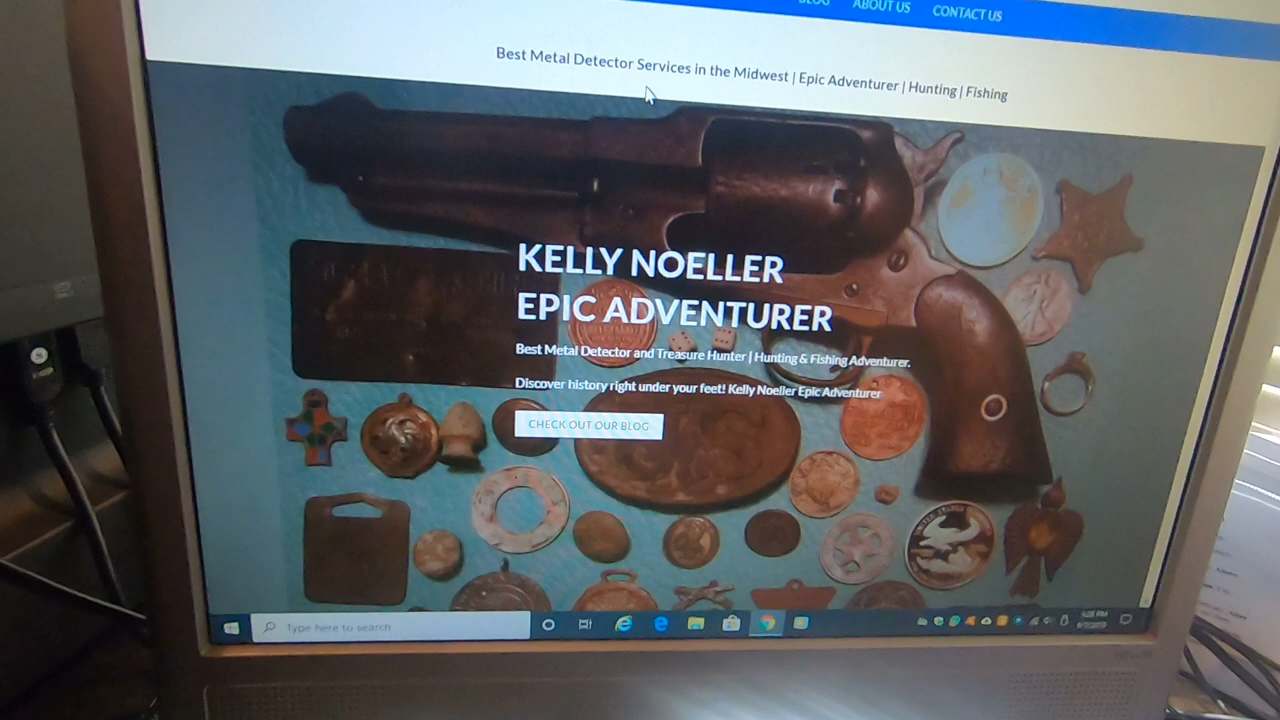 BLOG ABOUT US CONTACT US
Best Metal Detector Services in the Midwest | Epic Adventurer | Hunting | Fishing
KELLY NOELLER
EPIC ADVENTURER
Best Metal Detector and Treasure Hunter | Hunting & Fishing Adventurer.
Discover history right under your feet! Kelly Noeller Epic Adventurer
CHECK OUT OUR BLOG
Type here to search